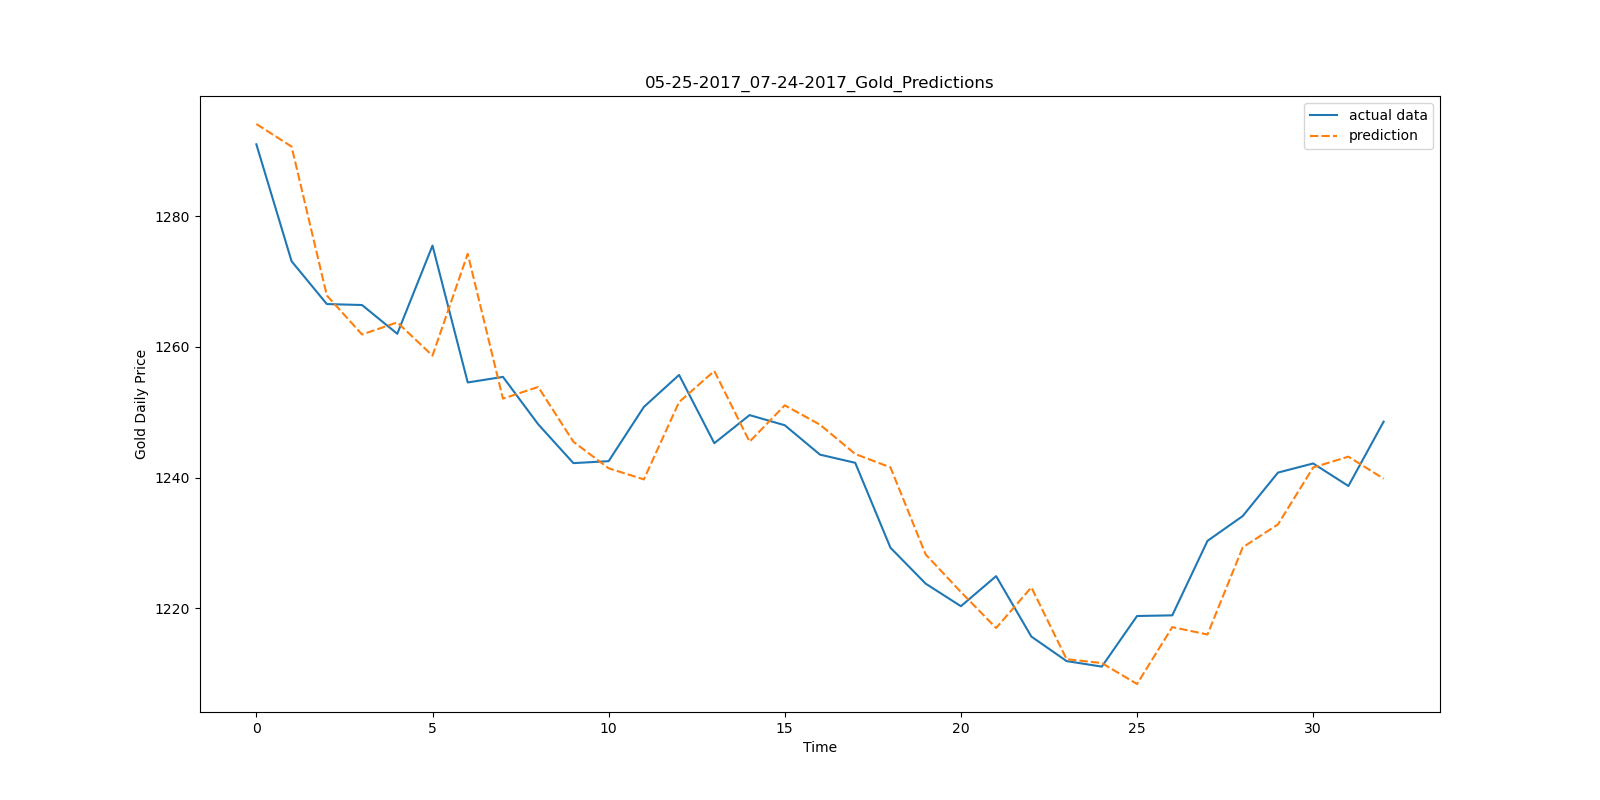 05-25-2017_07-24-2017_Gold_Predictions
actual data
prediction
1280
1260
1240
1220
Gold Daily Price
0 5 10 15 20 25 30
Time